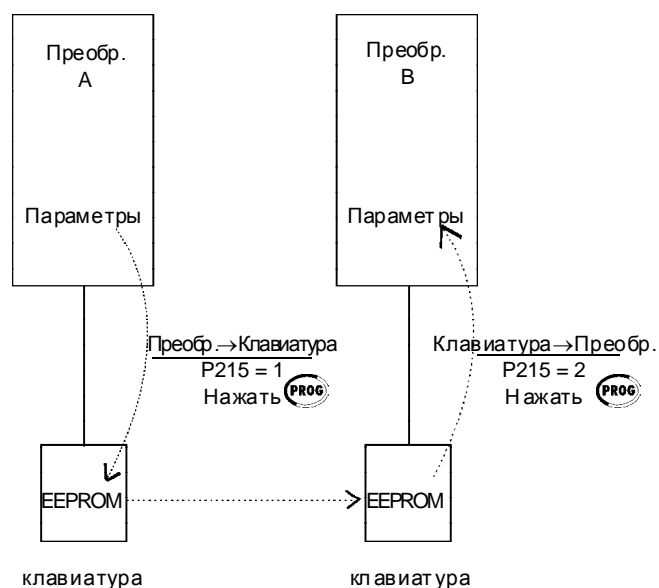 Преобр.
А
Параметры
Преобр.→Клавиатура
P215 = 1
Нажать PROG
EEPROM
клавиатура
Преобр.
В
Параметры
Клавиатура→Преобр.
P215 = 2
Нажать PROG
EEPROM
клавиатура